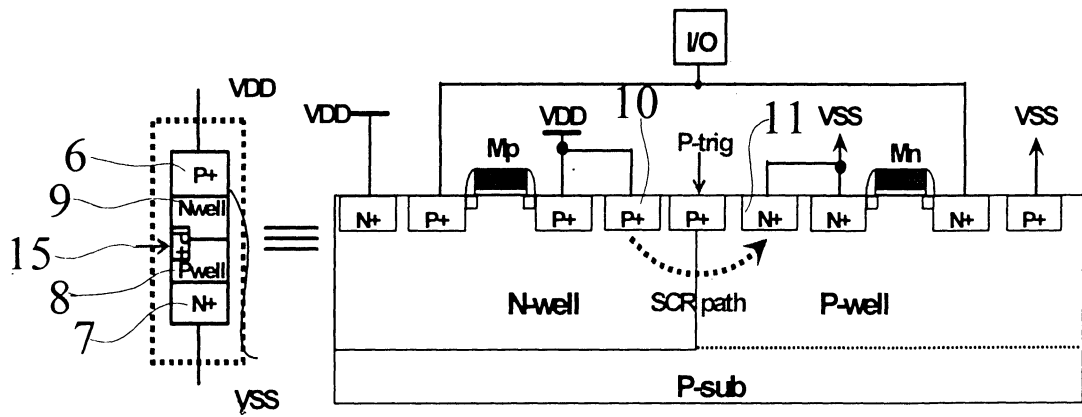 I/O
VDD
VDD
VDD
10
P-trig
11
VSS
VSS
Mp
Mn
6
P+
9
Nwell
15
P+
Pwell
8
N+
7
VSS
N+
P+
P+
P+
P+
N+
N+
N+
P+
SCR path
N-well
P-well
P-sub